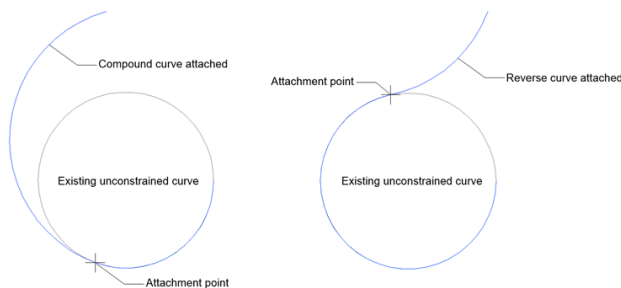 Compound curve attached
Existing unconstrained curve
Attachment point
Attachment point
Reverse curve attached
Existing unconstrained curve